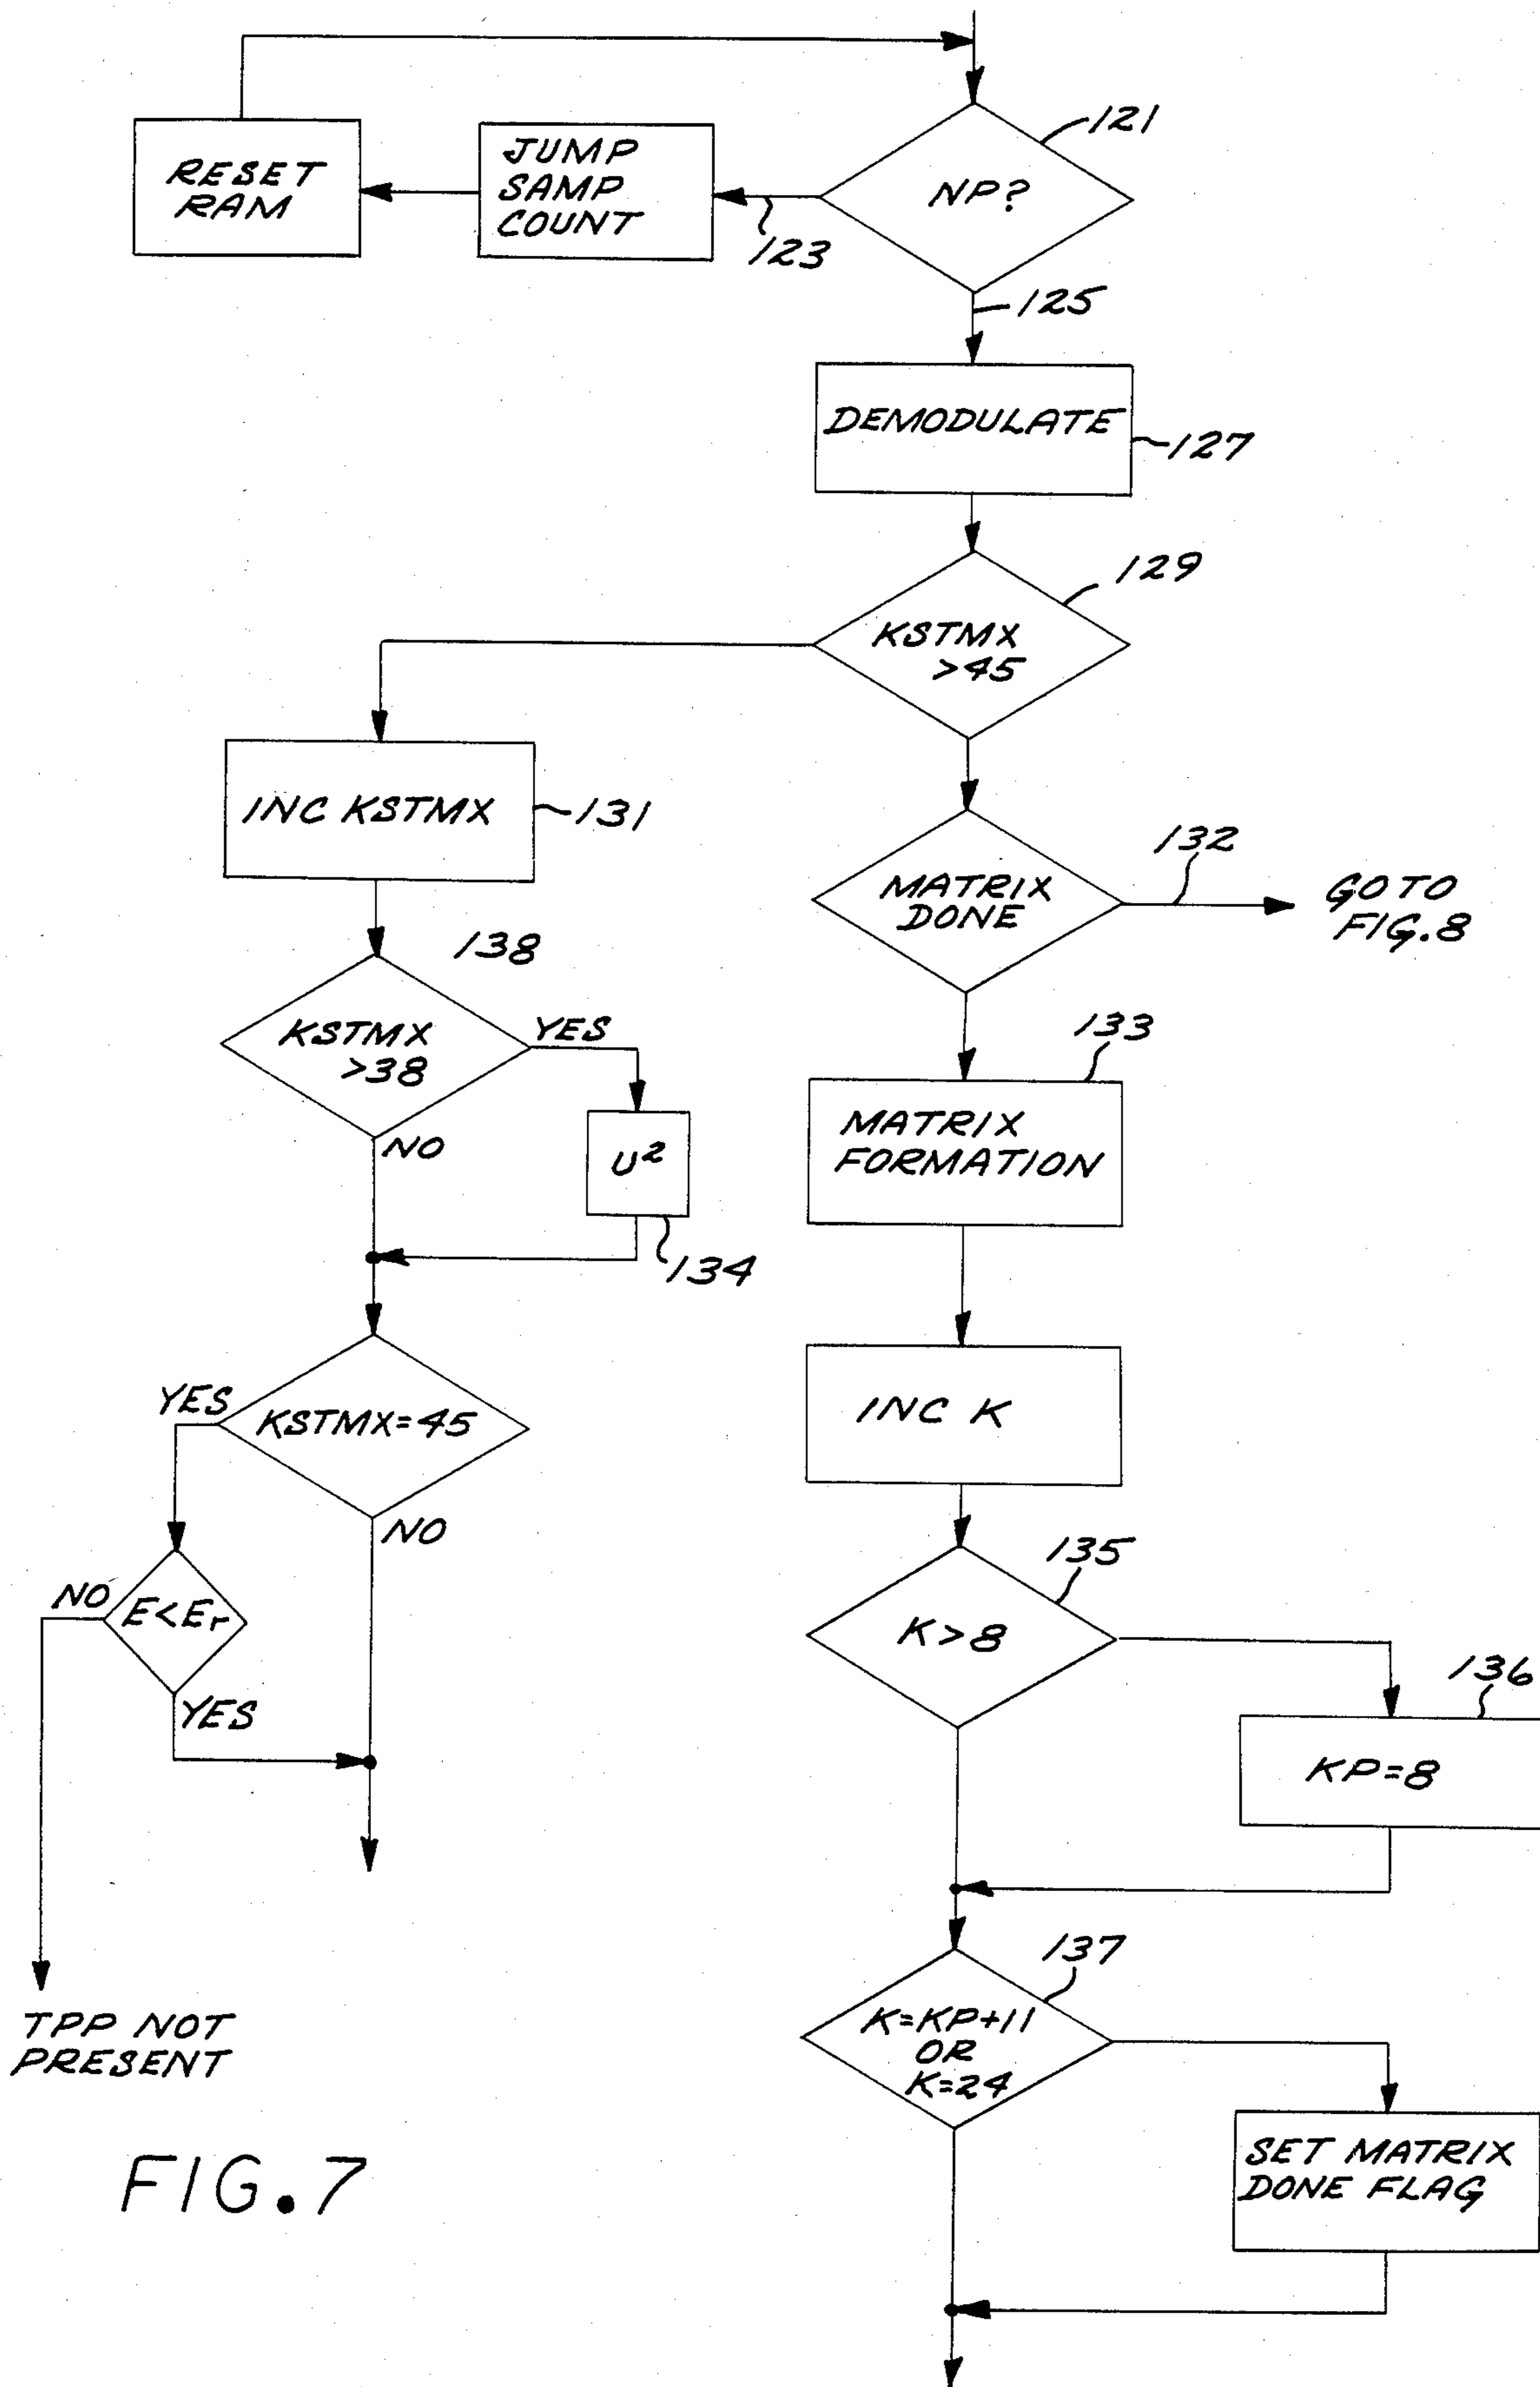 121
NP?
JUMP
SAMP
COUNT
RESET
RAM
123
125
DEMODULATE
127
129
KSTMX
>45
INC KSTMX
131
132
MATRIX
DONE
GO TO
FIG.8
138
KSTMX
>38
YES
NO
U²
134
133
MATRIX
FORMATION
INC K
YES
KSTMX=45
NO
NO
E<Er
YES
135
K>8
136
KP=8
137
K=KP+11
OR
K=24
TPP NOT
PRESENT
SET MATRIX
DONE FLAG
FIG.7